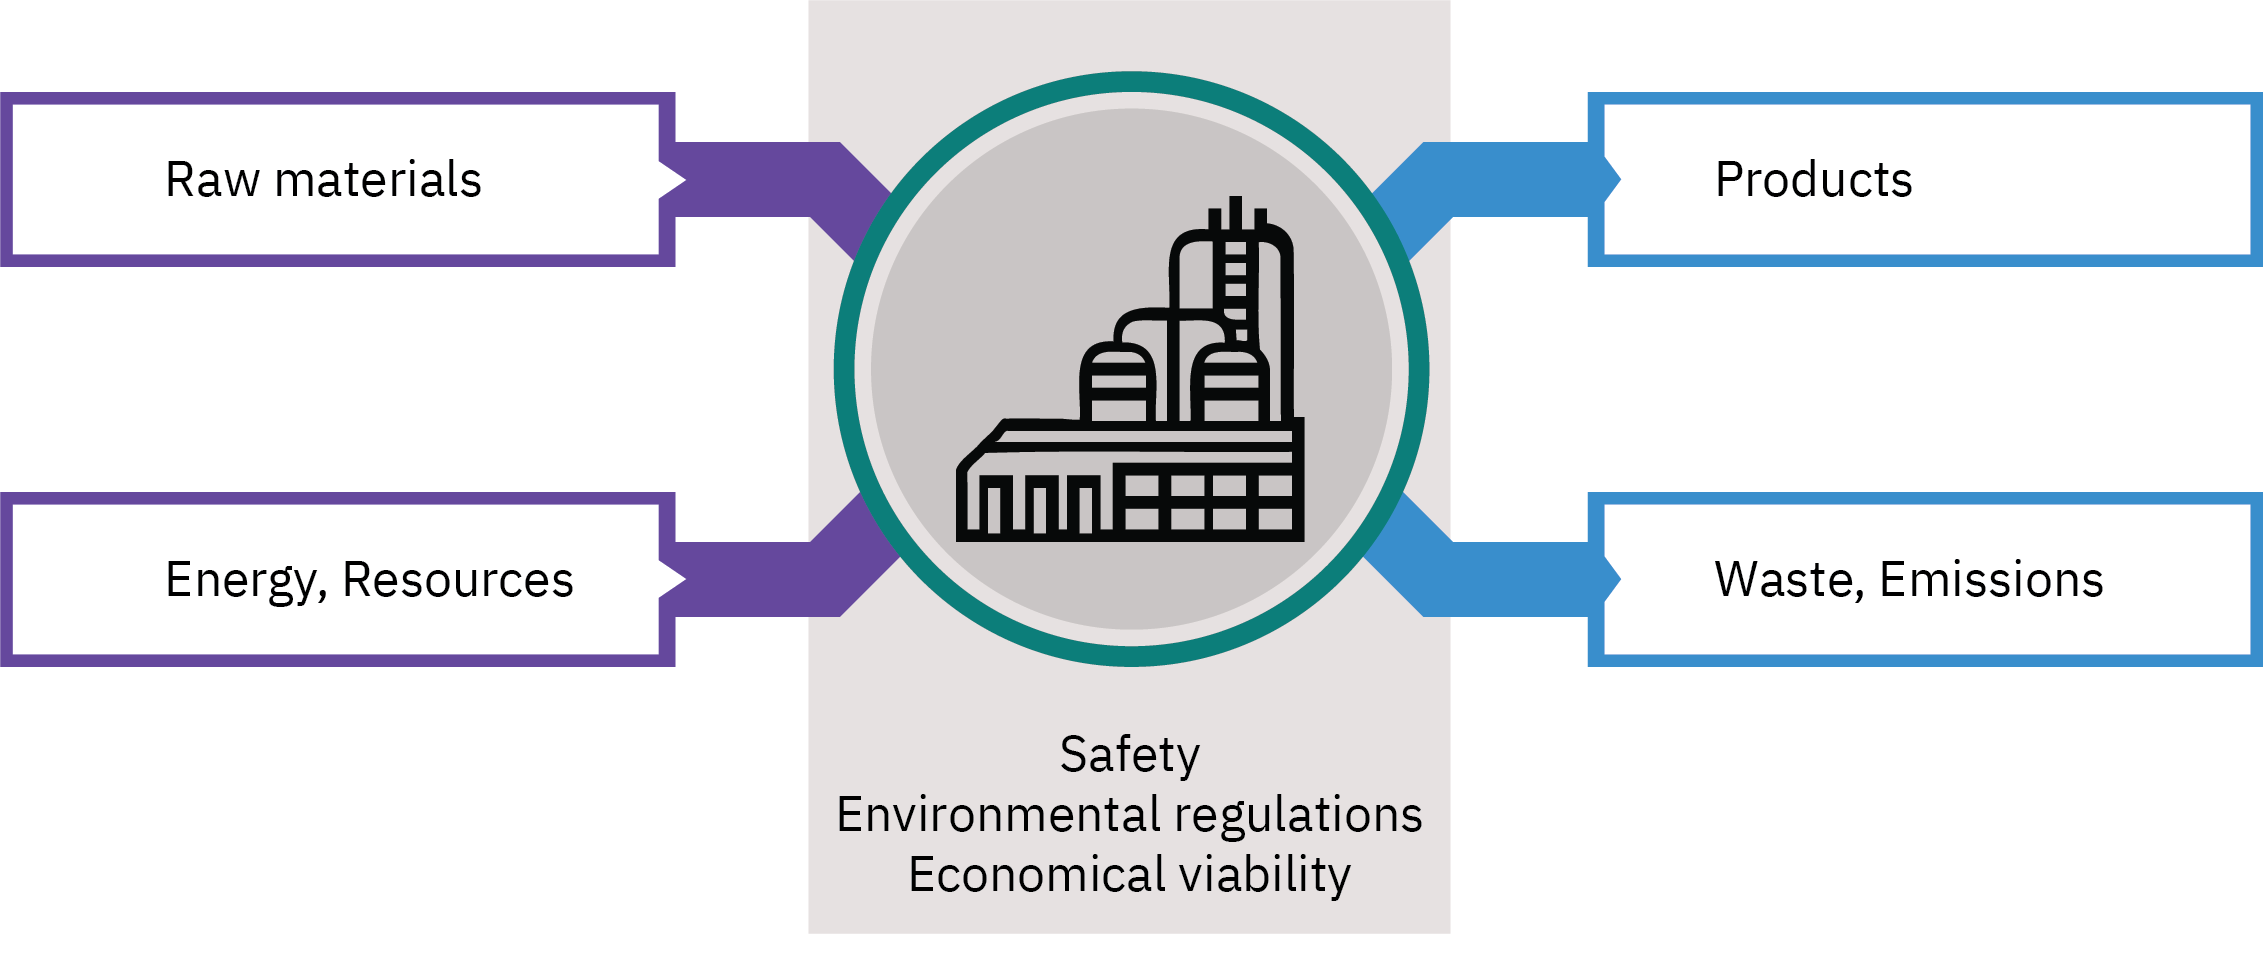 Raw materials
Products
Energy, Resources
Waste, Emissions
Safety
Environmental regulations
Economical viability